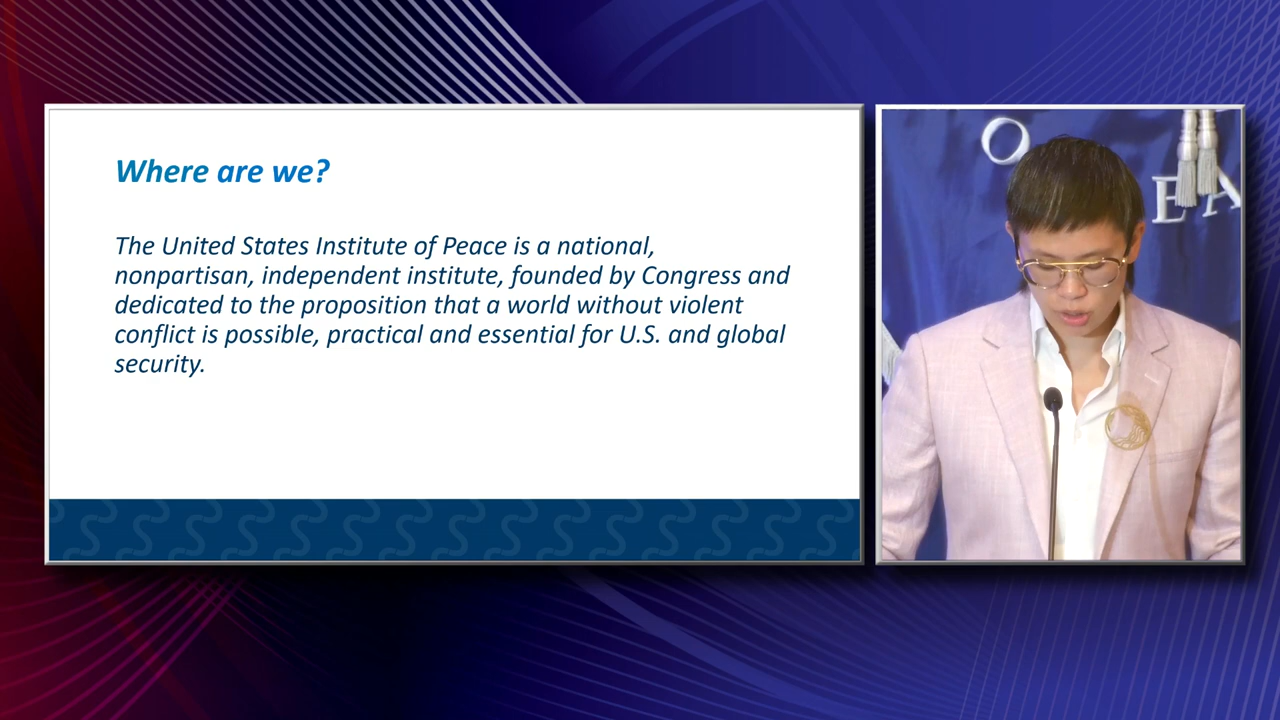 Where are we?
The United States Institute of Peace is a national,
nonpartisan, independent institute, founded by Congress and
dedicated to the proposition that a world without violent
conflict is possible, practical and essential for U.S. and global
security.
O
EA